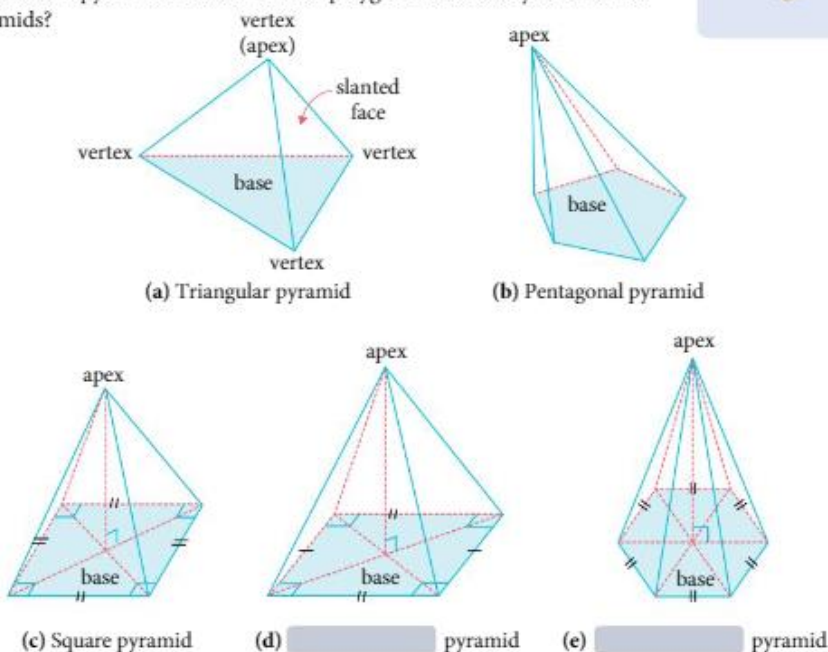 mids?
vertex
(apex)
apex
slanted
face
vertex
vertex
base
base
vertex
(a) Triangular pyramid
(b) Pentagonal pyramid
apex
apex
apex
base
base
base
(c) Square pyramid
(d) pyramid
(e) pyramid